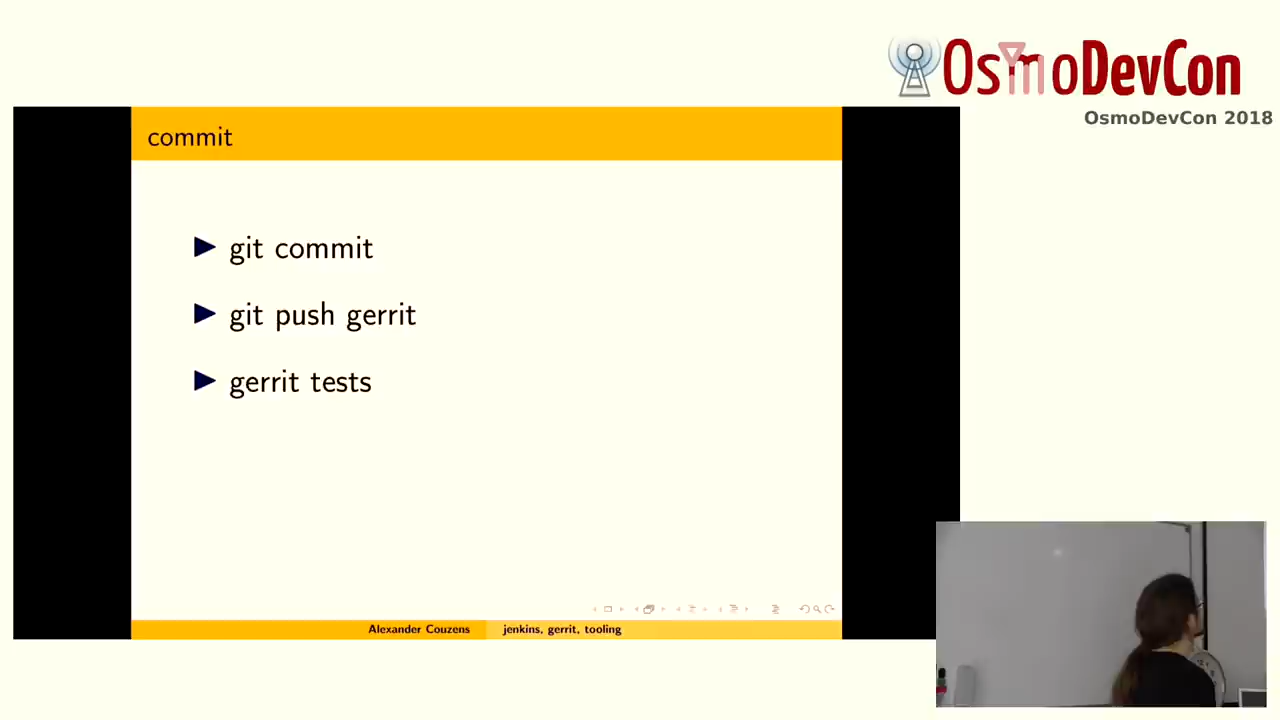 OsmoDevCon
OsmoDevCon 2018
commit
git commit
git push gerrit
gerrit tests
Alexander Couzens
jenkins, gerrit, tooling